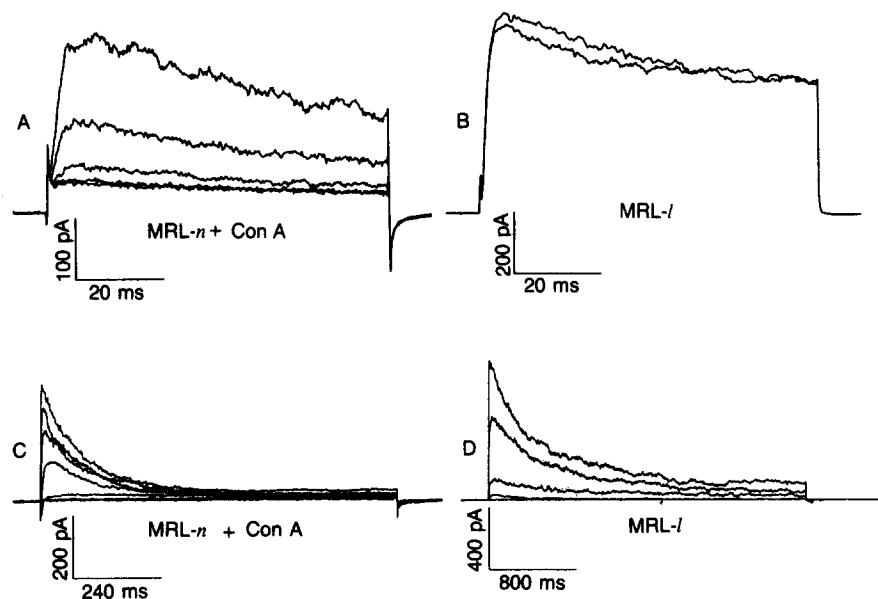 A
100 pA
20 ms
MRL-n + Con A
B
200 pA
20 ms
MRL-l
C
200 pA
240 ms
MRL-n + Con A
D
400 pA
800 ms
MRL-l